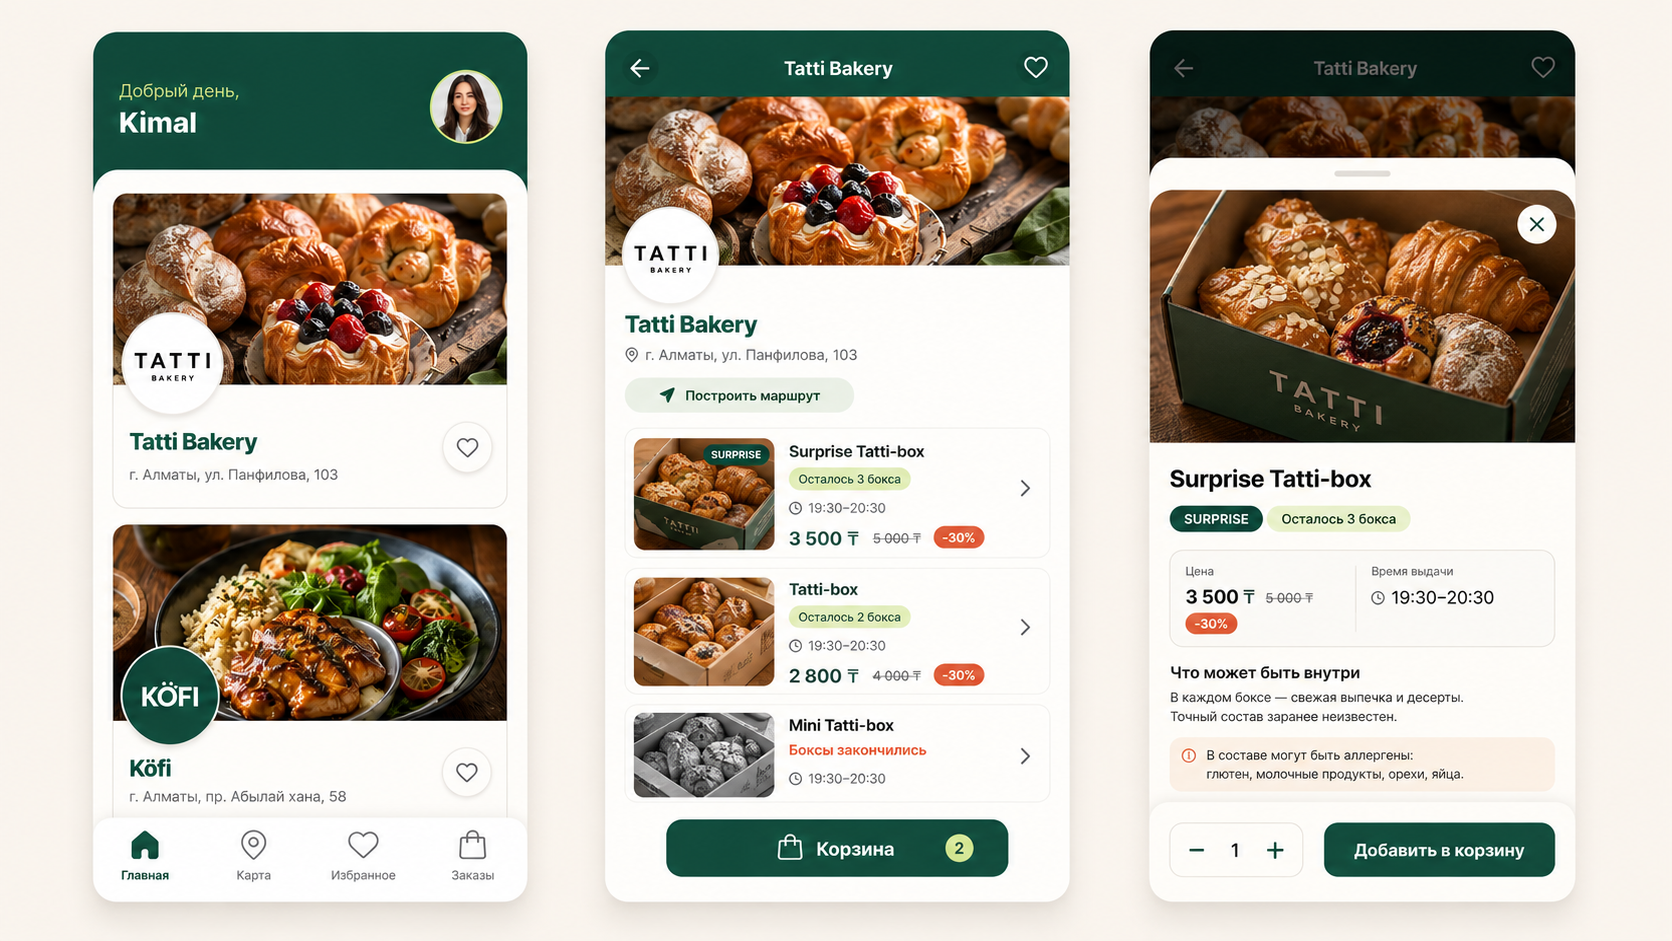 Добрый день,
Kimal
TATTI
BAKERY
Tatti Bakery
г. Алматы, ул. Панфилова, 103
KÖFI
Köfi
г. Алматы, пр. Абылай хана, 58
Главная
Карта
Избранное
Заказы
Tatti Bakery
TATTI
BAKERY
Tatti Bakery
г. Алматы, ул. Панфилова, 103
Построить маршрут
SURPRISE
TATTI
Surprise Tatti-box
Осталось 3 бокса
19:30–20:30
3 500 ₸ 5 000 ₸ -30%
Tatti-box
Осталось 2 бокса
19:30–20:30
2 800 ₸ 4 000 ₸ -30%
Mini Tatti-box
Боксы закончились
19:30–20:30
Корзина 2
Tatti Bakery
TATTI
BAKERY
Surprise Tatti-box
SURPRISE Осталось 3 бокса
Цена Время выдачи
3 500 ₸ 5 000 ₸ 19:30–20:30
-30%
Что может быть внутри
В каждом боксе — свежая выпечка и десерты.
Точный состав заранее неизвестен.
В составе могут быть аллергены:
глютен, молочные продукты, орехи, яйца.
1 Добавить в корзину